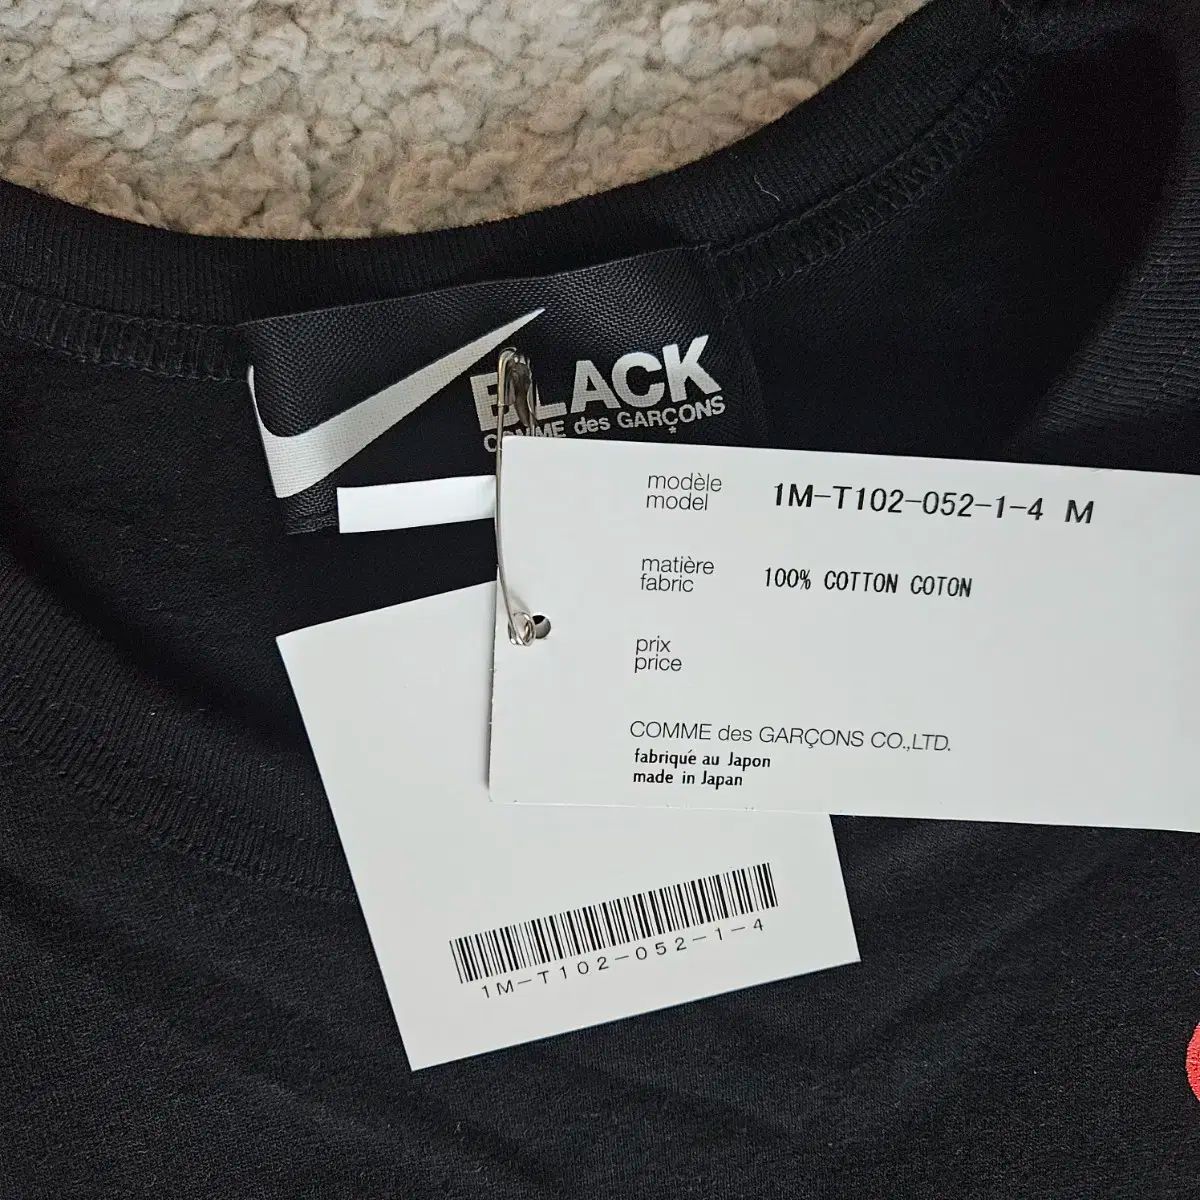 BLACK
COMME des GARÇONS
modèle
model
1M-T102-052-1-4 M
matière
fabric
100% COTTON COTON
prix
price
COMME des GARÇONS CO.,LTD.
fabriqué au Japon
made in Japan
1M-T102-052-1-4